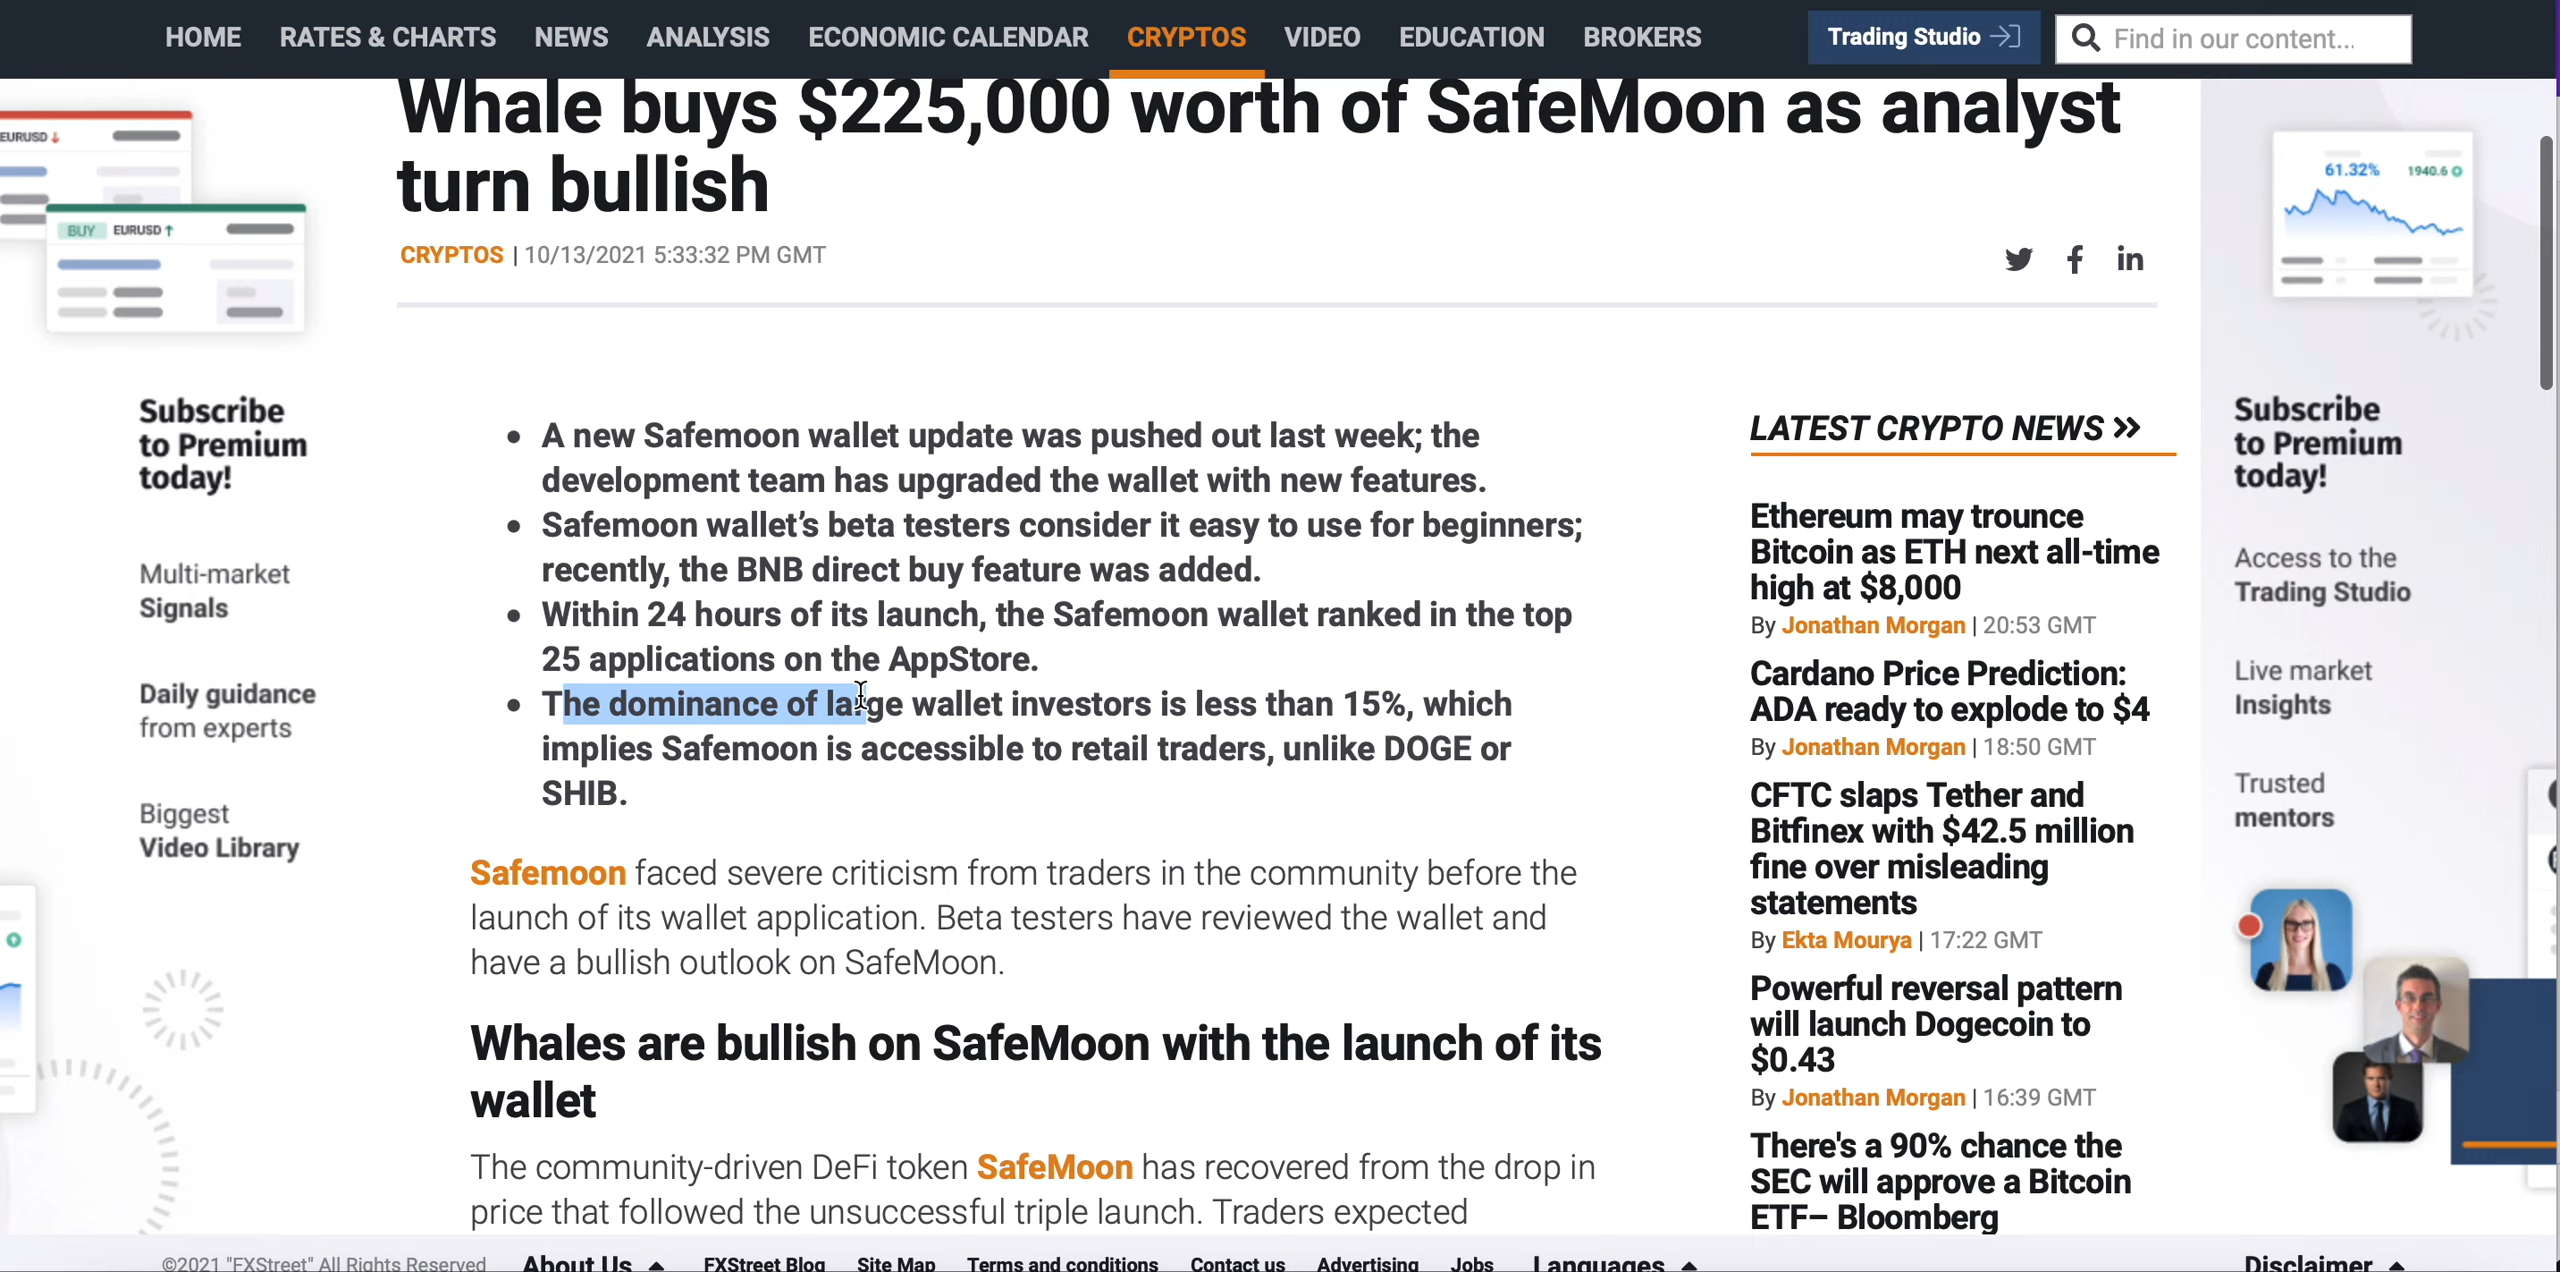 HOME RATES & CHARTS NEWS ANALYSIS ECONOMIC CALENDAR CRYPTOS VIDEO EDUCATION BROKERS Trading Studio Find in our content...
Whale buys $225,000 worth of SafeMoon as analyst
turn bullish
CRYPTOS | 10/13/2021 5:33:32 PM GMT
EURUSD
BUY EURUSD
Subscribe
to Premium
today!
Multi-market
Signals
Daily guidance
from experts
Biggest
Video Library
• A new Safemoon wallet update was pushed out last week; the
development team has upgraded the wallet with new features.
• Safemoon wallet’s beta testers consider it easy to use for beginners;
recently, the BNB direct buy feature was added.
• Within 24 hours of its launch, the Safemoon wallet ranked in the top
25 applications on the AppStore.
• The dominance of large wallet investors is less than 15%, which
implies Safemoon is accessible to retail traders, unlike DOGE or
SHIB.
Safemoon faced severe criticism from traders in the community before the
launch of its wallet application. Beta testers have reviewed the wallet and
have a bullish outlook on SafeMoon.
Whales are bullish on SafeMoon with the launch of its
wallet
The community-driven DeFi token SafeMoon has recovered from the drop in
price that followed the unsuccessful triple launch. Traders expected
LATEST CRYPTO NEWS
Ethereum may trounce
Bitcoin as ETH next all-time
high at $8,000
By Jonathan Morgan | 20:53 GMT
Cardano Price Prediction:
ADA ready to explode to $4
By Jonathan Morgan | 18:50 GMT
CFTC slaps Tether and
Bitfinex with $42.5 million
fine over misleading
statements
By Ekta Mourya | 17:22 GMT
Powerful reversal pattern
will launch Dogecoin to
$0.43
By Jonathan Morgan | 16:39 GMT
There's a 90% chance the
SEC will approve a Bitcoin
ETF– Bloomberg
61.32% 1940.6
Subscribe
to Premium
today!
Access to the
Trading Studio
Live market
Insights
Trusted
mentors
©2021 "FXStreet" All Rights Reserved About Us FXStreet Blog Site Map Terms and conditions Contact us Advertising Jobs Languages Disclaimer